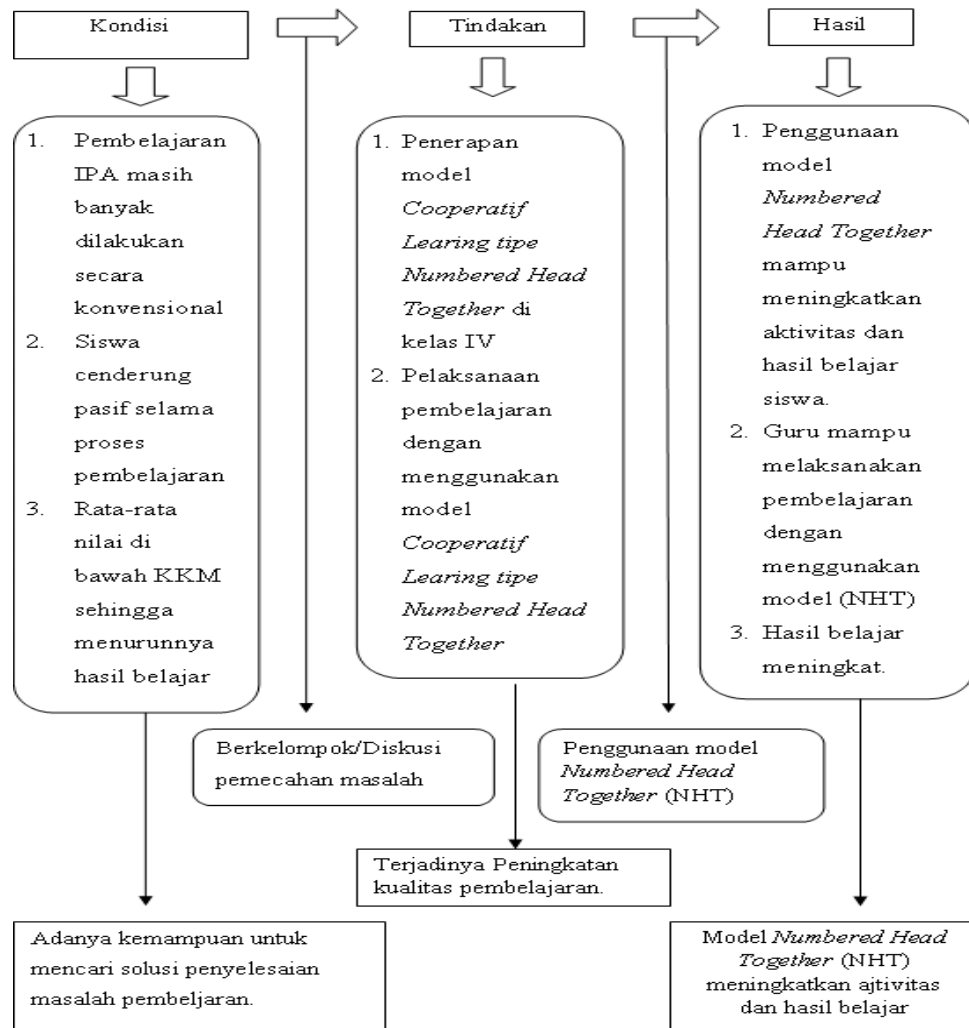 Kondisi
Tindakan
Hasil
1. Pembelajaran
IPA masih
banyak
dilakukan
secara
konvensional
2. Siswa
cenderung
pasif selama
proses
pembelajaran
3. Rata-rata
nilai di
bawah KKM
sehingga
menurunnya
hasil belajar
1. Penerapan
model
Cooperatif
Learing tipe
Numbered Head
Together di
kelas IV
2. Pelaksanaan
pembelajaran
dengan
menggunakan
model
Cooperatif
Learing tipe
Numbered Head
Together
1. Penggunaan
model
Numbered
Head Together
mampu
meningkatkan
aktivitas dan
hasil belajar
siswa.
2. Guru mampu
melaksanakan
pembelajaran
dengan
menggunakan
model (NHT)
3. Hasil belajar
meningkat.
Berkelompok/Diskusi
pemecahan masalah
Penggunaan model
Numbered Head
Together (NHT)
Terjadinya Peningkatan
kualitas pembelajaran.
Adanya kemampuan untuk
mencari solusi penyelesaian
masalah pembeljaran.
Model Numbered Head
Together (NHT)
meningkatkan ajtivitas
dan hasil belajar